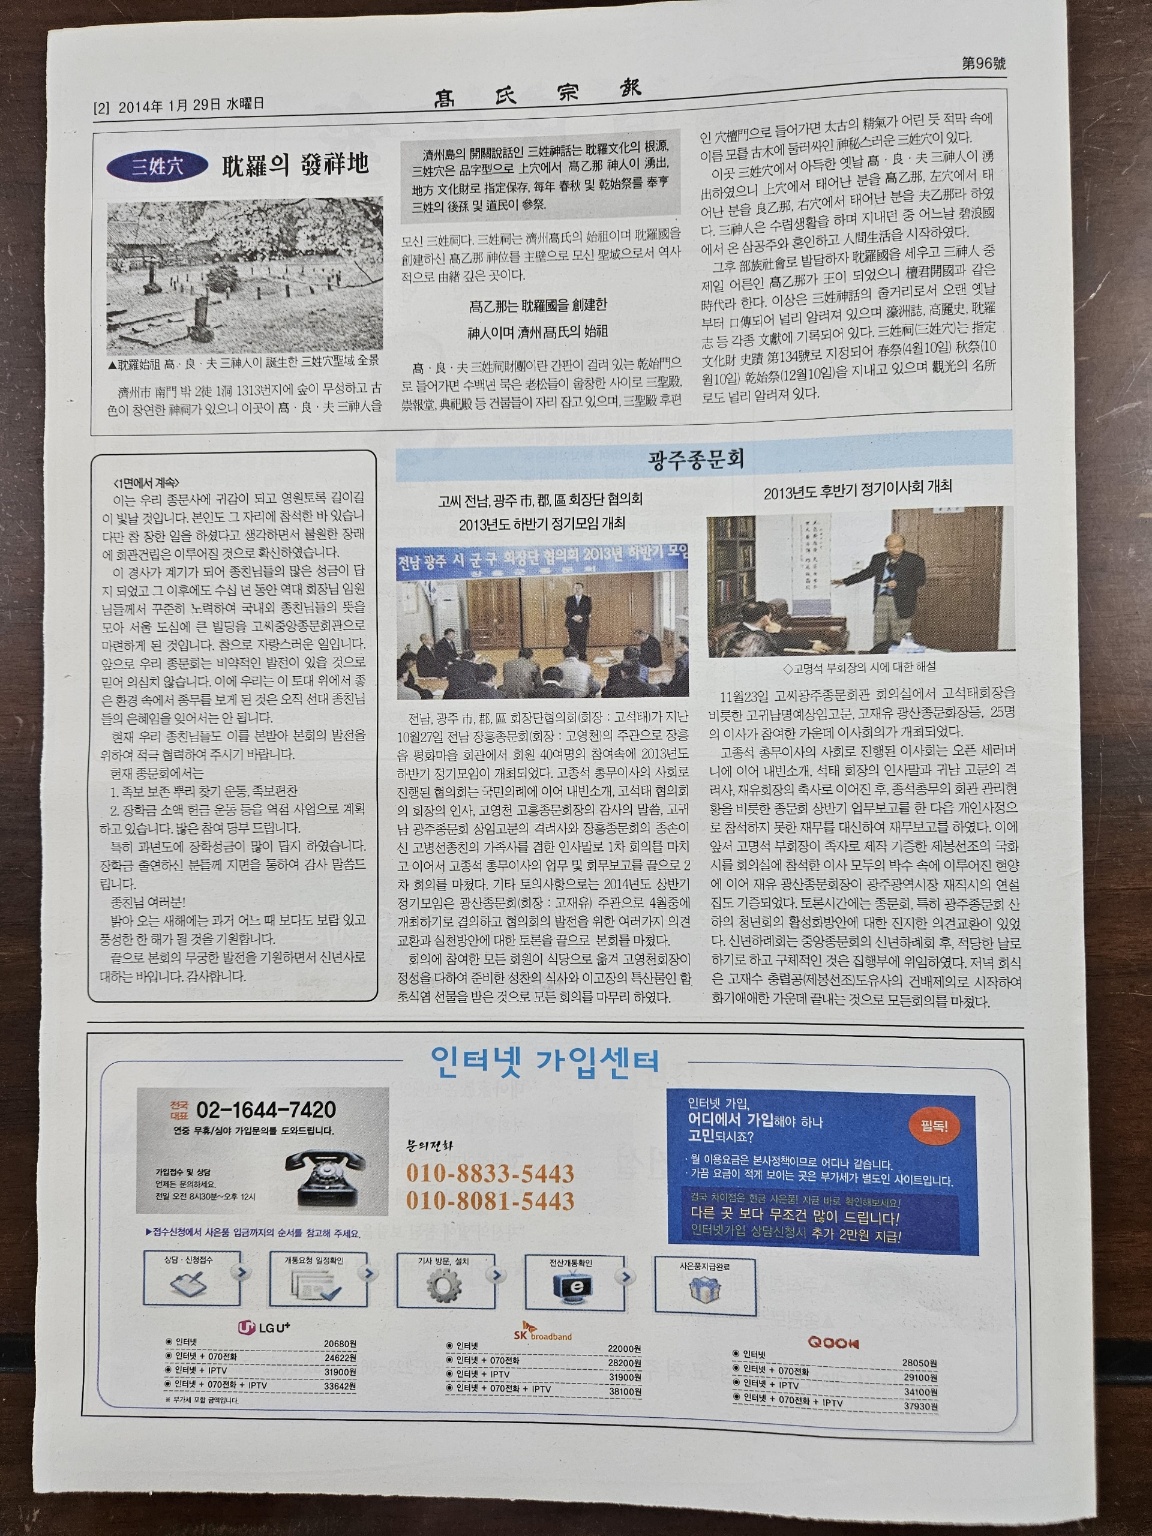 [2] 2014年 1月 29日 水曜日
高氏宗報
第96號
三姓穴
耽羅의 發祥地
▲耽羅始祖 高·良·夫 三神人이 誕生한 三姓穴聖域 全景
濟州市 南門 밖 2徒 1洞 1313번지에 숲이 무성하고 古
色이 창연한 神祠가 있으니 이곳이 高·良·夫 三神人을
濟州島의 開闢說話인 三姓神話는 耽羅文化의 根源,
三姓穴은 品字型으로 上穴에서 高乙那 神人이 湧出,
地方 文化財로 指定保存, 每年 春秋 및 乾始祭를 奉享
三姓의 後孫 및 道民이 參祭.
모신 三姓祠다. 三姓祠는 濟州高氏의 始祖이며 耽羅國을
創建하신 高乙那 神位를 主壁으로 모신 聖域으로서 역사
적으로 由緖 깊은 곳이다.
高乙那는 耽羅國을 創建한
神人이며 濟州 高氏의 始祖
高·良·夫 三姓祠財團이란 간판이 걸려 있는 乾始門으
로 들어가면 수백년 묵은 老松들이 울창한 사이로 三聖殿,
崇報堂, 典祀殿 등 건물들이 자리 잡고 있으며, 三聖殿 후편
인 穴壇門으로 들어가면 太古의 精氣가 어린 듯 적막 속에
이름 모를 古木에 둘러싸인 神秘스러운 三姓穴이 있다.
이곳 三姓穴에서 아득한 옛날 高·良·夫 三神人이 湧
出하였으니 上穴에서 태어난 분을 高乙那, 左穴에서 태
어난 분을 良乙那, 右穴에서 태어난 분을 夫乙那라 하였
다. 三神人은 수렵생활을 하며 지내던 중 어느날 碧浪國
에서 온 삼공주와 혼인하고 人間生活을 시작하였다.
그후 部族社會로 발달하자 耽羅國을 세우고 三神人 중
제일 어른인 高乙那가 王이 되었으니 檀君開國과 같은
時代라 한다. 이상은 三姓神話의 줄거리로서 오랜 옛날
부터 口傳되어 널리 알려져 있으며 瀛洲誌, 高麗史, 耽羅
志 등 각종 文獻에 기록되어 있다. 三姓祠(三姓穴)는 指定
文化財 史蹟 第134號로 지정되어 春祭(4월10일) 秋祭(10
월10일) 乾始祭(12월10일)을 지내고 있으며 觀光의 名所
로도 널리 알려져 있다.
<1면에서 계속>
이는 우리 종문사에 귀감이 되고 영원토록 길이길
이 빛날 것입니다. 본인도 그 자리에 참석한 바 있습니
다만 참 장한 일을 하셨다고 생각하면서 불원한 장래
에 회관건립은 이루어질 것으로 확신하였습니다.
이 경사가 계기가 되어 종친님들의 많은 성금이 답
지 되었고 그 이후에도 수십 년 동안 역대 회장님 임원
님들께서 꾸준히 노력하여 국내외 종친님들의 뜻을
모아 서울 도심에 큰 빌딩을 고씨중앙종문회관으로
마련하게 된 것입니다. 참으로 자랑스러운 일입니다.
앞으로 우리 종문회는 비약적인 발전이 있을 것으로
믿어 의심치 않습니다. 이에 우리는 이 토대 위에서 좋
은 환경 속에서 종무를 보게 된 것은 오직 선대 종친님
들의 은혜임을 잊어서는 안 됩니다.
현재 우리 종친님들도 이를 본받아 본회의 발전을
위하여 적극 협력하여 주시기 바랍니다.
현재 종문회에서는
1. 족보 보존 뿌리 찾기 운동, 족보편찬
2. 장학금 소액 헌금 운동 등을 역점 사업으로 계획
하고 있습니다. 많은 참여 당부 드립니다.
특히 과년도에 장학성금이 많이 답지 하였습니다.
장학금 출연하신 분들께 지면을 통하여 감사 말씀드
립니다.
종친님 여러분!
밝아 오는 새해에는 과거 어느 때 보다도 보람 있고
풍성한 한 해가 될 것을 기원합니다.
끝으로 본회의 무궁한 발전을 기원하면서 신년사로
대하는 바입니다. 감사합니다.
광주종문회
고씨 전남, 광주 市, 郡, 區 회장단 협의회
2013년도 하반기 정기모임 개최
전남 광주 시 군 구 회장단 협의회 2013년 하반기 모임
전남, 광주 市, 郡, 區 회장단협의회(회장 : 고석태)가 지난
10월27일 전남 장흥종문회(회장 : 고영천)의 주관으로 장흥
읍 평화마을 회관에서 회원 40여명의 참여속에 2013년도
하반기 정기모임이 개최되었다. 고종석 총무이사의 사회로
진행된 협의회는 국민의례에 이어 내빈소개, 고석태 협의회
의 회장의 인사, 고영천 고흥종문회장의 감사의 말씀, 고귀
남 광주종문회 상임고문의 격려사와 장흥종문회의 종손이
신 고병선종친의 가족사를 겸한 인사말로 1차 회의를 마치
고 이어서 고종석 총무이사의 업무 및 회무보고를 끝으로 2
차 회의를 마쳤다. 기타 토의사항으로는 2014년도 상반기
정기모임은 광산종문회(회장 : 고재유) 주관으로 4월중에
개최하기로 결의하고 협의회의 발전을 위한 여러가지 의견
교환과 실천방안에 대한 토론을 끝으로 본회를 마쳤다.
회의에 참여한 모든 회원이 식당으로 옮겨 고영천회장이
정성을 다하여 준비한 성찬의 식사와 이고장의 특산물인 함
초식염 선물을 받은 것으로 모든 회의를 마무리 하였다.
2013년도 후반기 정기이사회 개최
◇고명석 부회장의 시에 대한 해설
11월23일 고씨광주종문회관 회의실에서 고석태회장을
비롯한 고귀남명예상임고문, 고재유 광산종문회장등, 25명
의 이사가 참여한 가운데 이사회의가 개최되었다.
고종석 총무이사의 사회로 진행된 이사회는 오픈 세러머
니에 이어 내빈소개, 석태 회장의 인사말과 귀남 고문의 격
려사, 재유회장의 축사로 이어진 후, 종석총무의 회관 관리현
황을 비롯한 종문회 상반기 업무보고를 한 다음 개인사정으
로 참석하지 못한 재무를 대신하여 재무보고를 하였다. 이에
앞서 고명석 부회장이 족자로 제작 기증한 제봉선조의 국화
시를 회의실에 참석한 이사 모두의 박수 속에 이루어진 현양
에 이어 재유 광산종문회장이 광주광역시장 재직시의 연설
집도 기증되었다. 토론시간에는 종문회, 특히 광주종문회 산
하의 청년회의 활성화방안에 대한 진지한 의견교환이 있었
다. 신년하례회는 중앙종문회의 신년하례회 후, 적당한 날로
하기로 하고 구체적인 것은 집행부에 위임하였다. 저녁 회식
은 고재수 충렬공(제봉선조)도유사의 건배제의로 시작하여
화기애애한 가운데 끝내는 것으로 모든회의를 마쳤다.
인터넷 가입센터
전국
대표 02-1644-7420
연중 무휴/심야 가입문의를 도와드립니다.
가입접수 및 상담
언제든 문의하세요.
전일 오전 8시30분~오후 12시
문의전화
010-8833-5443
010-8081-5443
인터넷 가입,
어디에서 가입해야 하나
고민되시죠?
필독!
· 월 이용요금은 본사정책이므로 어디나 같습니다.
· 가끔 요금이 적게 보이는 곳은 부가세가 별도인 사이트입니다.
결국 차이점은 현금 사은품! 지금 바로 확인해보세요!
다른 곳 보다 무조건 많이 드립니다!
인터넷가입 상담신청시 추가 2만원 지급!
▶접수신청에서 사은품 입금까지의 순서를 참고해 주세요.
상담·신청접수
개통요청 일정확인
기사 방문, 설치
전산개통확인
사은품지급완료
LG U+
◉ 인터넷 20680원
◉ 인터넷 + 070전화 24622원
◉ 인터넷 + IPTV 31900원
◉ 인터넷 + 070전화 + IPTV 33642원
※ 부가세 포함 금액입니다.
SK broadband
◉ 인터넷 22000원
◉ 인터넷 + 070전화 28200원
◉ 인터넷 + IPTV 31900원
◉ 인터넷 + 070전화 + IPTV 38100원
QOOK
◉ 인터넷 28050원
◉ 인터넷 + 070전화 29100원
◉ 인터넷 + IPTV 34100원
◉ 인터넷 + 070전화 + IPTV 37930원